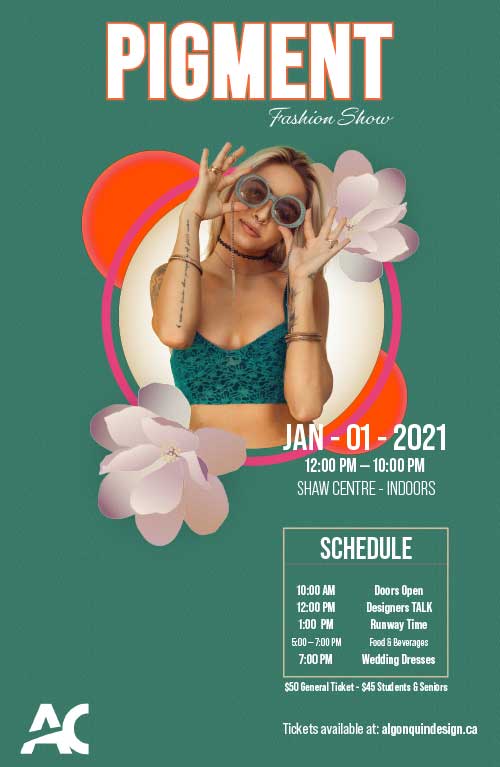 PIGMENT
Fashion Show
JAN - 01 - 2021
12:00 PM – 10:00 PM
SHAW CENTRE - INDOORS
SCHEDULE
10:00 AM Doors Open
12:00 PM Designers TALK
1:00 PM Runway Time
5:00 – 7:00 PM Food & Beverages
7:00 PM Wedding Dresses
$50 General Ticket - $45 Students & Seniors
AC
Tickets available at: algonquindesign.ca